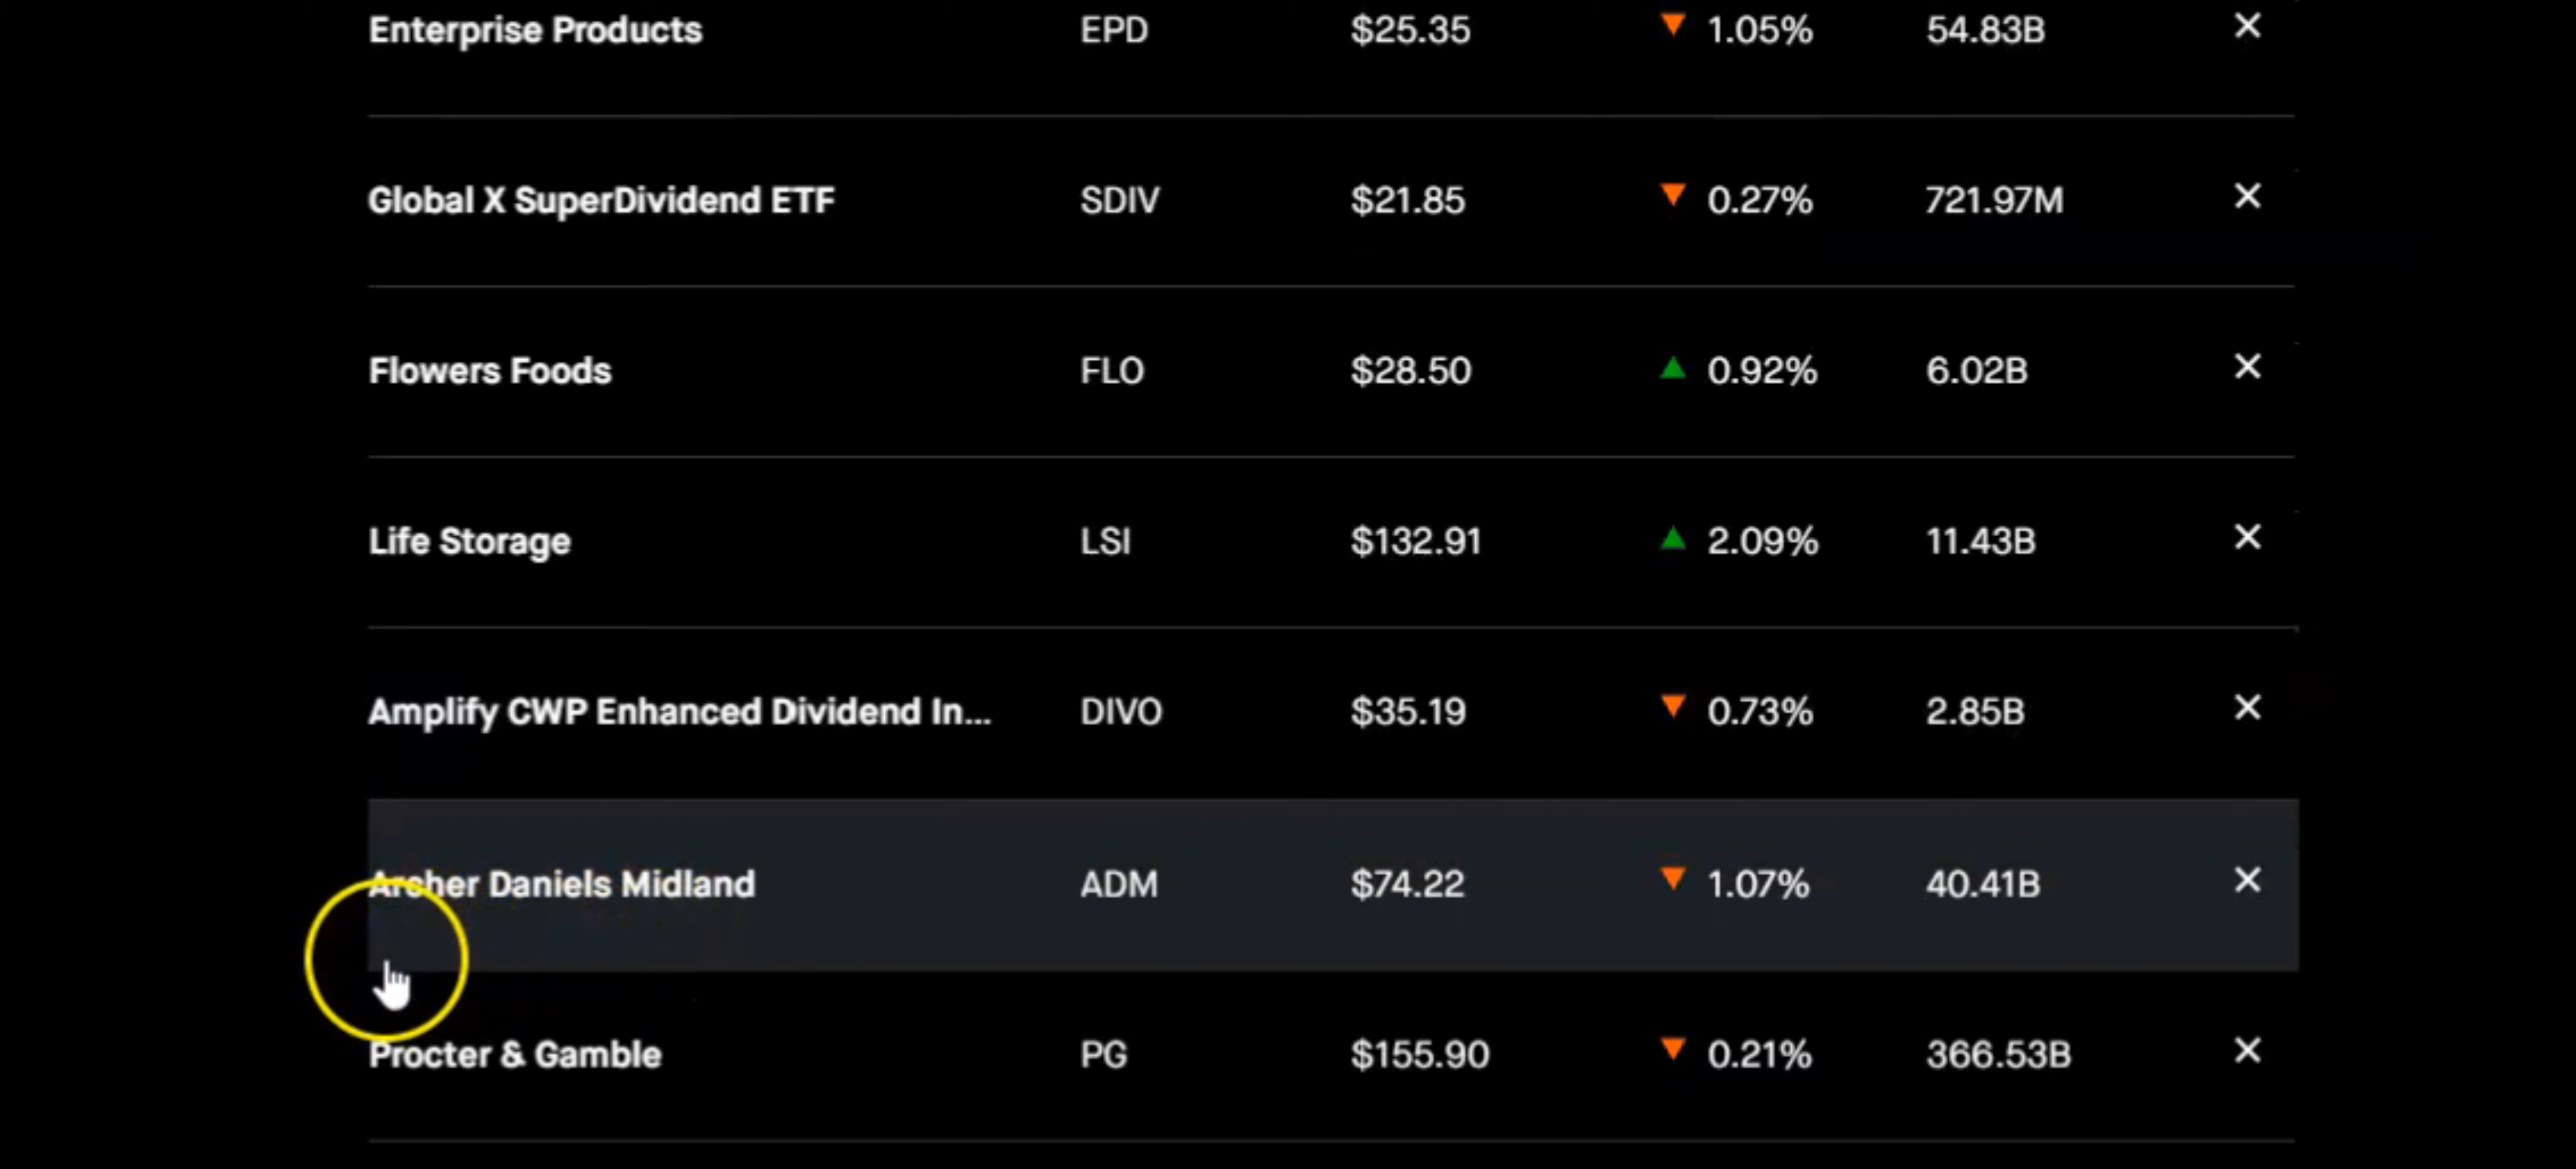 Enterprise Products EPD $25.35 ▼ 1.05% 54.83B ×
Global X SuperDividend ETF SDIV $21.85 ▼ 0.27% 721.97M ×
Flowers Foods FLO $28.50 ▲ 0.92% 6.02B ×
Life Storage LSI $132.91 ▲ 2.09% 11.43B ×
Amplify CWP Enhanced Dividend In... DIVO $35.19 ▼ 0.73% 2.85B ×
Archer Daniels Midland ADM $74.22 ▼ 1.07% 40.41B ×
Procter & Gamble PG $155.90 ▼ 0.21% 366.53B ×